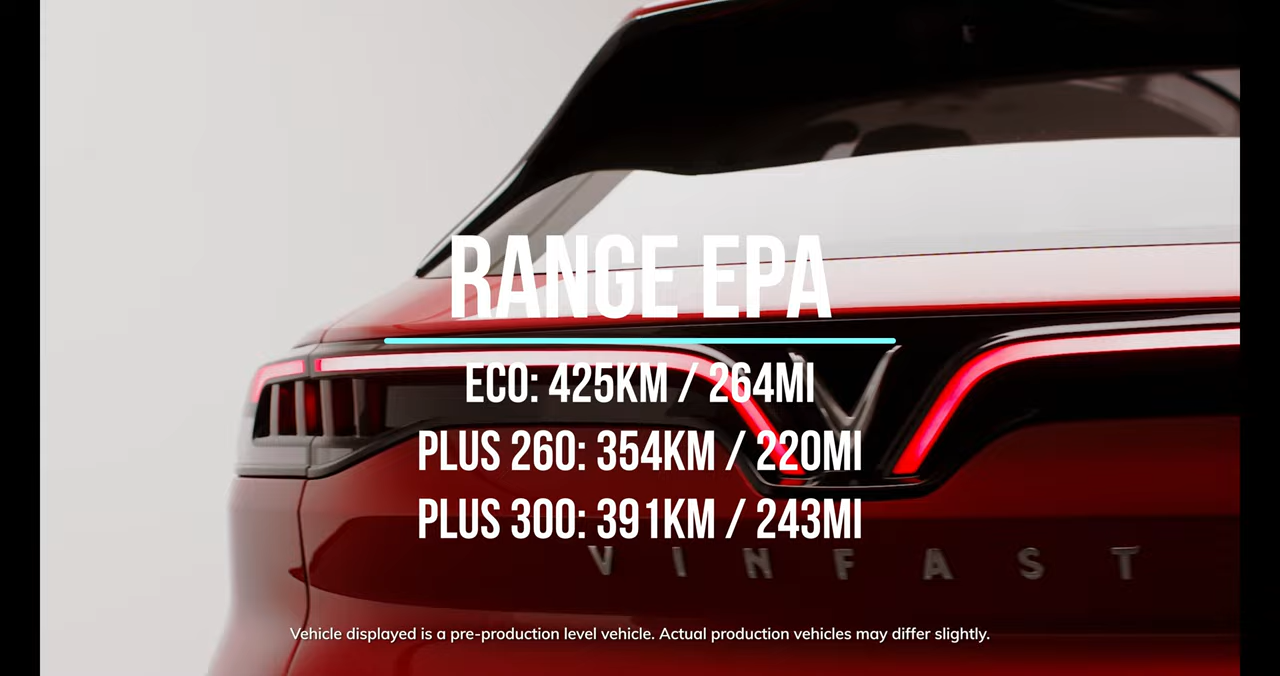 RANGE EPA
ECO: 425KM / 264MI
PLUS 260: 354KM / 220MI
PLUS 300: 391KM / 243MI
VINFAST
Vehicle displayed is a pre-production level vehicle. Actual production vehicles may differ slightly.